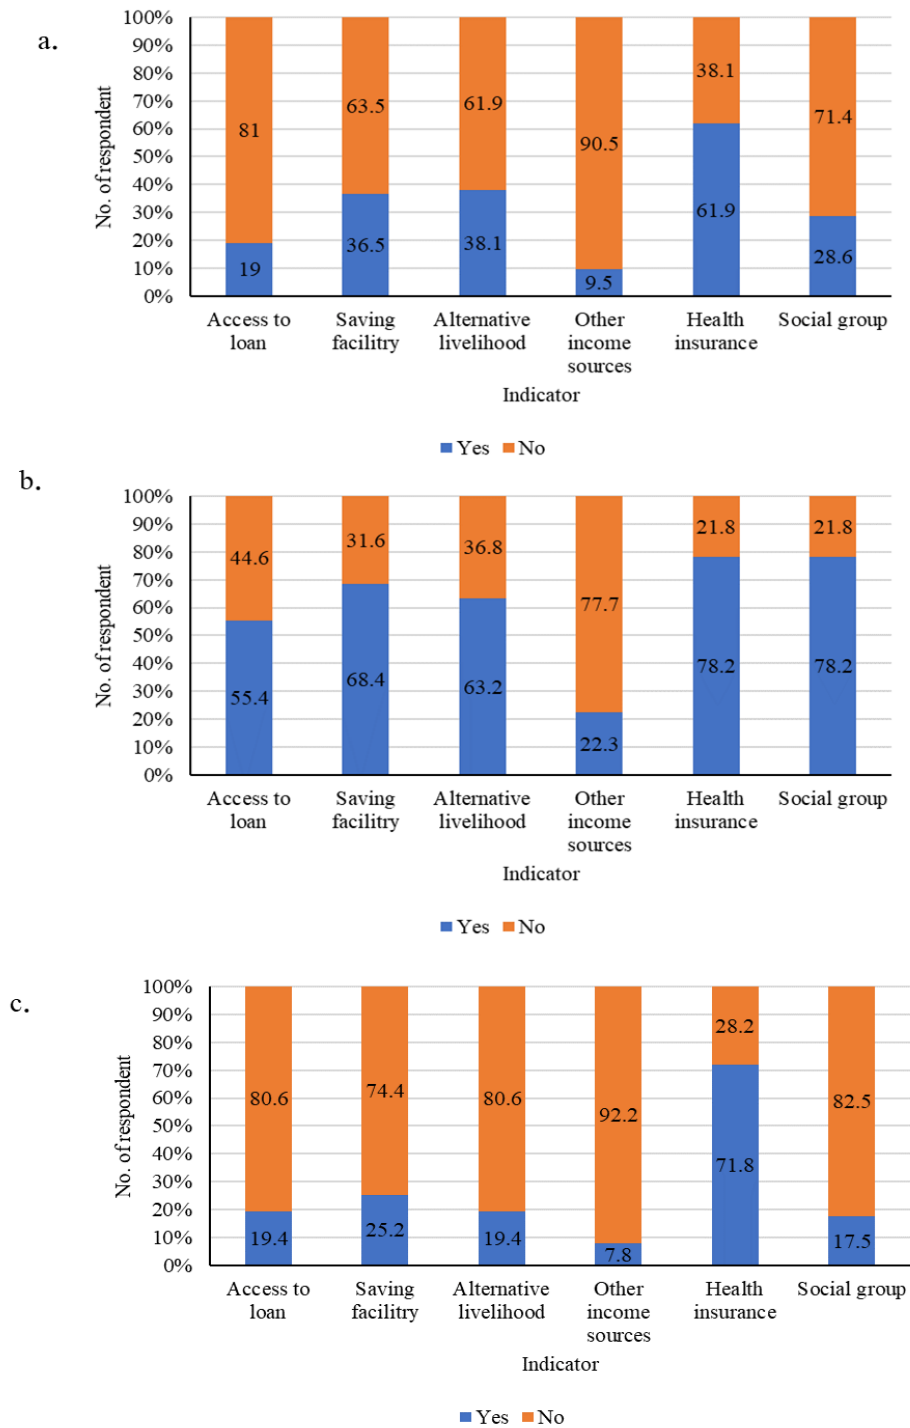 a.
No. of respondent
100%
90%
80%
70%
60%
50%
40%
30%
20%
10%
0%
81 63.5 61.9 90.5 38.1 71.4
19 36.5 38.1 9.5 61.9 28.6
Access to Saving Alternative Other Health Social group
loan facilitry livelihood income insurance
sources
Indicator
Yes No
b.
No. of respondent
100%
90%
80%
70%
60%
50%
40%
30%
20%
10%
0%
44.6 31.6 36.8 77.7 21.8 21.8
55.4 68.4 63.2 22.3 78.2 78.2
Access to Saving Alternative Other Health Social group
loan facilitry livelihood income insurance
sources
Indicator
Yes No
c.
No. of respondent
100%
90%
80%
70%
60%
50%
40%
30%
20%
10%
0%
80.6 74.4 80.6 92.2 28.2 82.5
19.4 25.2 19.4 7.8 71.8 17.5
Access to Saving Alternative Other Health Social group
loan facilitry livelihood income insurance
sources
Indicator
Yes No